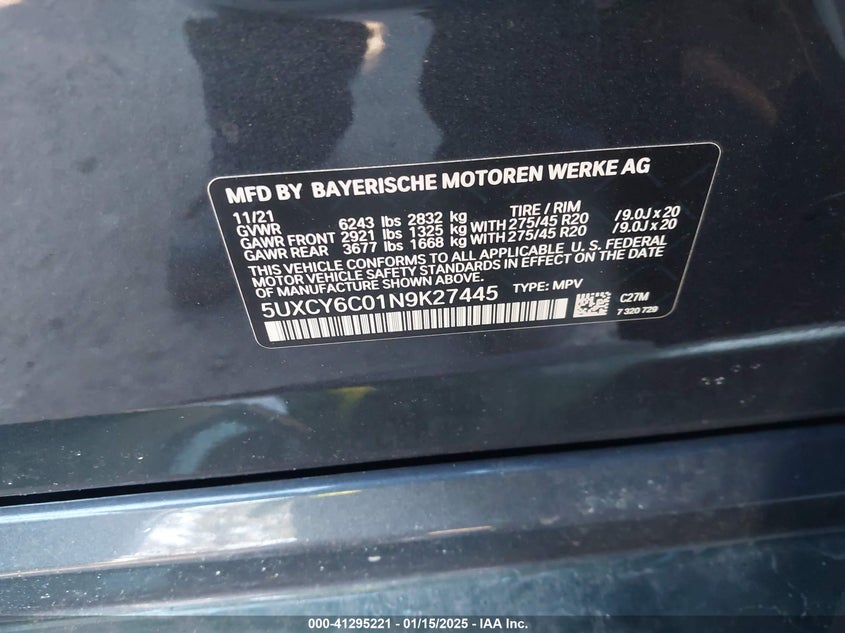 MFD BY BAYERISCHE MOTOREN WERKE AG
11/21 TIRE / RIM
GVWR 6243 lbs 2832 kg
GAWR FRONT 2921 lbs 1325 kg WITH 275/45 R20 /9.0J x 20
GAWR REAR 3677 lbs 1668 kg WITH 275/45 R20 /9.0J x 20
THIS VEHICLE CONFORMS TO ALL APPLICABLE U. S. FEDERAL
MOTOR VEHICLE SAFETY STANDARDS IN EFFECT ON THE DATE
OF MANUFACTURE SHOWN ABOVE.
5UXCY6C01N9K27445 TYPE: MPV
C27M
7 320 729
000-41295221 - 01/15/2025 - IAA Inc.